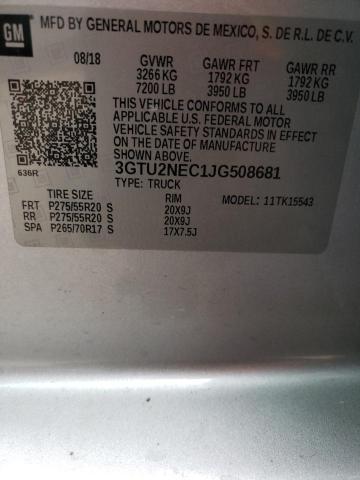 GM MFD BY GENERAL MOTORS DE MEXICO, S. DE R.L. DE C.V.
08/18 GVWR GAWR FRT GAWR RR
3266 KG 1792 KG 1792 KG
7200 LB 3950 LB 3950 LB
THIS VEHICLE CONFORMS TO ALL
APPLICABLE U.S. FEDERAL MOTOR
VEHICLE SAFETY STANDARDS IN EFFECT
ON THE DATE OF MANUFACTURE
SHOWN ABOVE.
636R 3GTU2NEC1JG508681
TYPE: TRUCK
TIRE SIZE RIM MODEL: 11TK15543
FRT P275/55R20 S 20X9J
RR P275/55R20 S 20X9J
SPA P265/70R17 S 17X7.5J